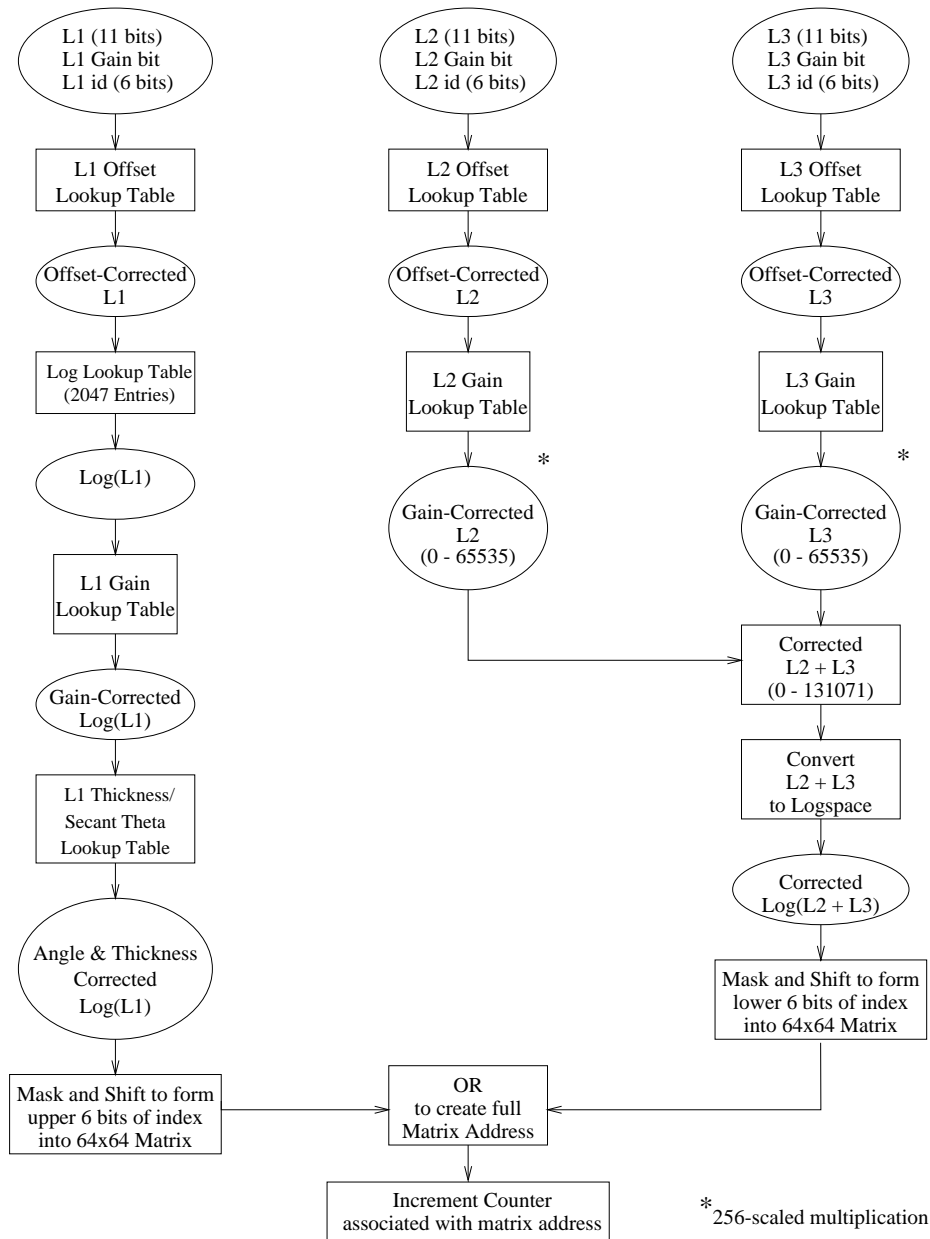 L1 (11 bits)
L1 Gain bit
L1 id (6 bits)
L2 (11 bits)
L2 Gain bit
L2 id (6 bits)
L3 (11 bits)
L3 Gain bit
L3 id (6 bits)
L1 Offset
Lookup Table
L2 Offset
Lookup Table
L3 Offset
Lookup Table
Offset-Corrected
L1
Offset-Corrected
L2
Offset-Corrected
L3
Log Lookup Table
(2047 Entries)
L2 Gain
Lookup Table
L3 Gain
Lookup Table
Log(L1)
*
*
Gain-Corrected
L2
(0 - 65535)
Gain-Corrected
L3
(0 - 65535)
L1 Gain
Lookup Table
Corrected
L2 + L3
(0 - 131071)
Gain-Corrected
Log(L1)
Convert
L2 + L3
to Logspace
L1 Thickness/
Secant Theta
Lookup Table
Corrected
Log(L2 + L3)
Angle & Thickness
Corrected
Log(L1)
Mask and Shift to form
lower 6 bits of index
into 64x64 Matrix
Mask and Shift to form
upper 6 bits of index
into 64x64 Matrix
OR
to create full
Matrix Address
Increment Counter
associated with matrix address
*256-scaled multiplication